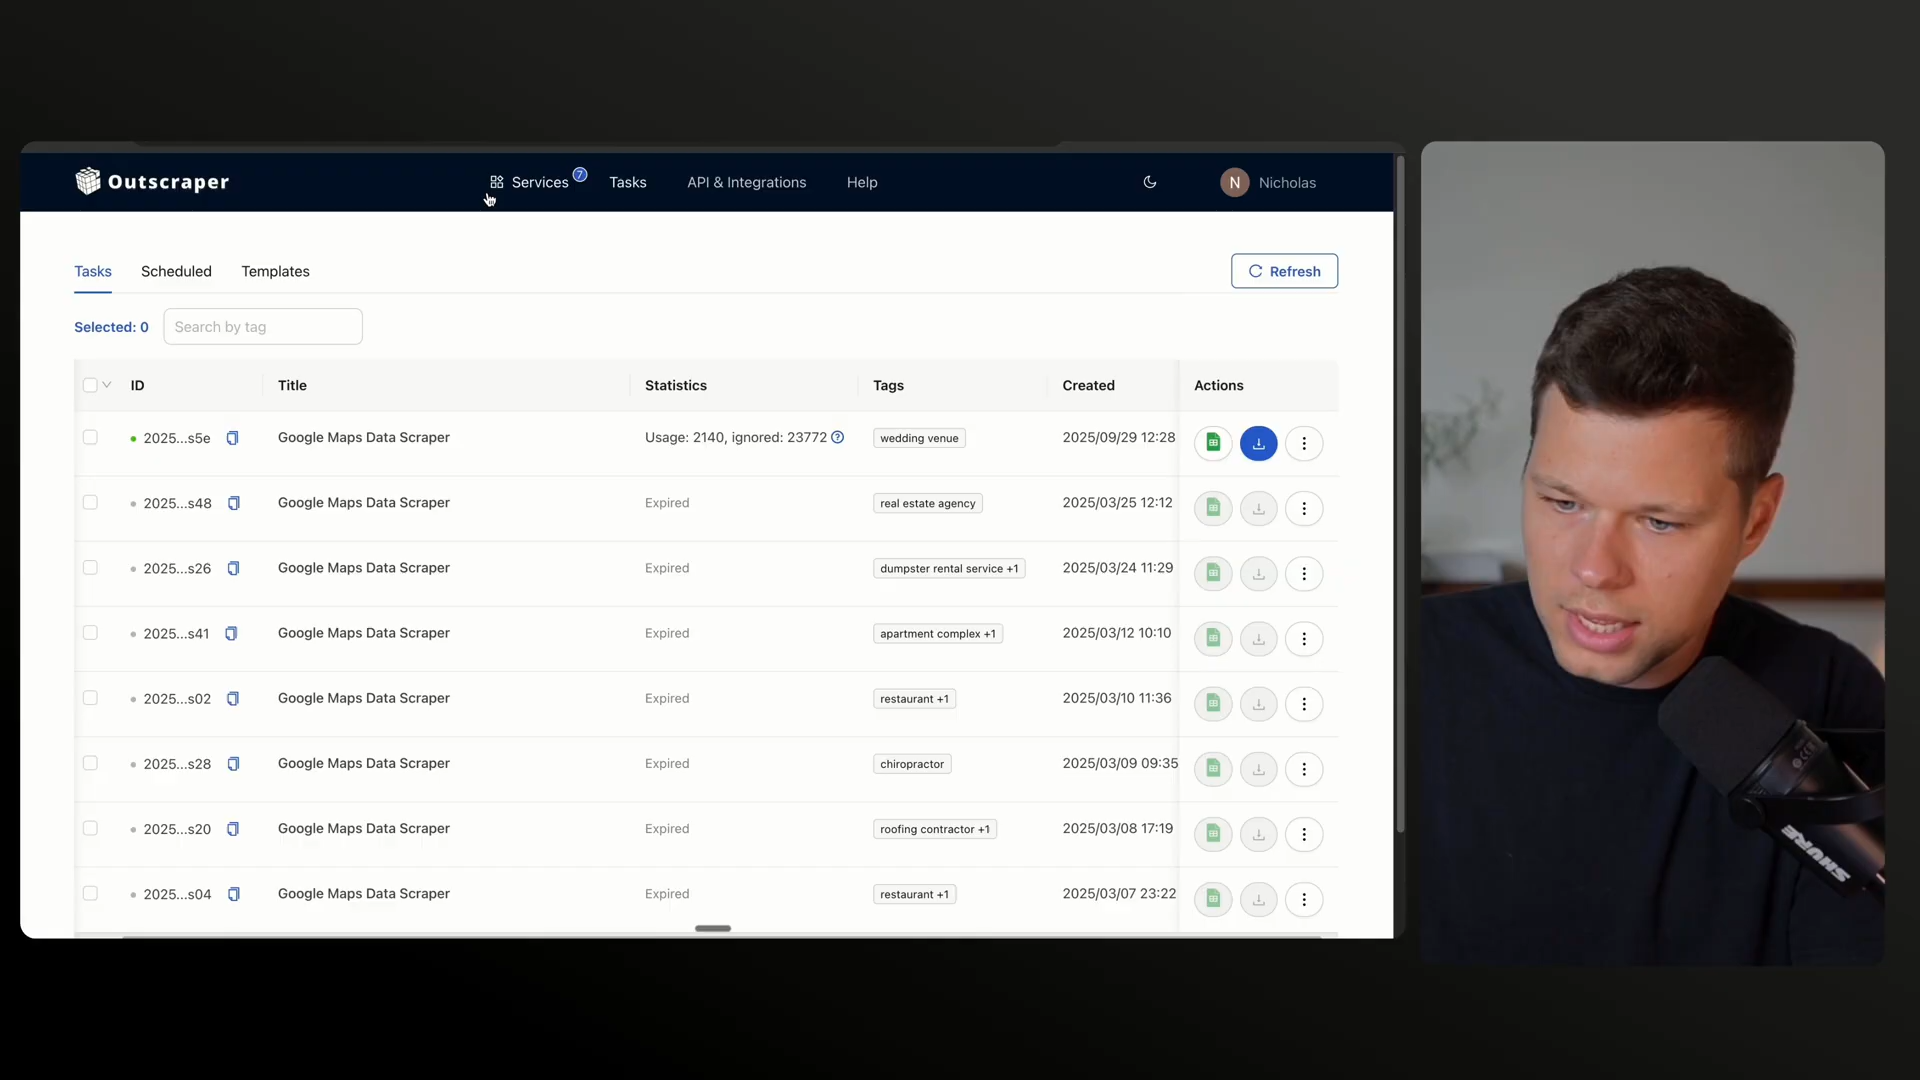 Outscraper
Services 7 Tasks API & Integrations Help N Nicholas
Tasks Scheduled Templates Refresh
Selected: 0 Search by tag
ID Title Statistics Tags Created Actions
2025...s5e Google Maps Data Scraper Usage: 2140, ignored: 23772 wedding venue 2025/09/29 12:28
2025...s48 Google Maps Data Scraper Expired real estate agency 2025/03/25 12:12
2025...s26 Google Maps Data Scraper Expired dumpster rental service +1 2025/03/24 11:29
2025...s41 Google Maps Data Scraper Expired apartment complex +1 2025/03/12 10:10
2025...s02 Google Maps Data Scraper Expired restaurant +1 2025/03/10 11:36
2025...s28 Google Maps Data Scraper Expired chiropractor 2025/03/09 09:35
2025...s20 Google Maps Data Scraper Expired roofing contractor +1 2025/03/08 17:19
2025...s04 Google Maps Data Scraper Expired restaurant +1 2025/03/07 23:22
SHURE